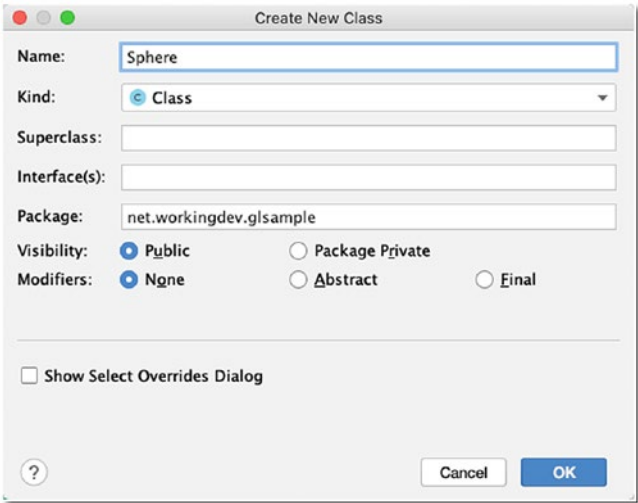 Create New Class
Name: Sphere
Kind: C Class
Superclass:
Interface(s):
Package: net.workingdev.glsample
Visibility: Public Package Private
Modifiers: None Abstract Final
Show Select Overrides Dialog
? Cancel OK